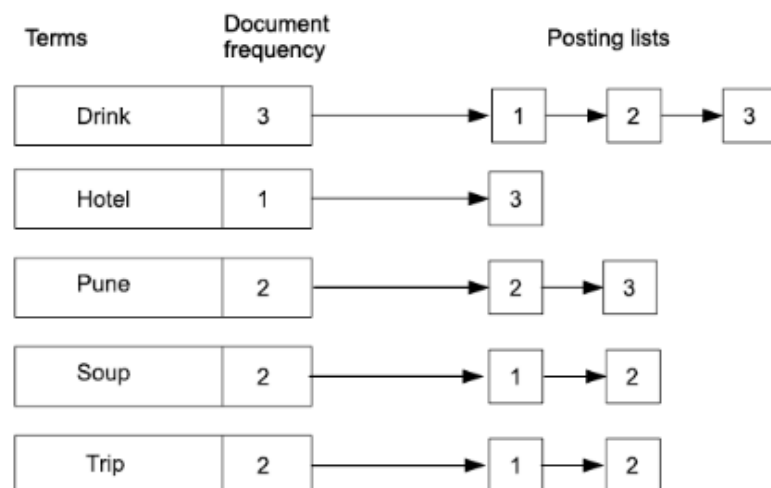 Terms Document frequency Posting lists
Drink 3 1 2 3
Hotel 1 3
Pune 2 2 3
Soup 2 1 2
Trip 2 1 2